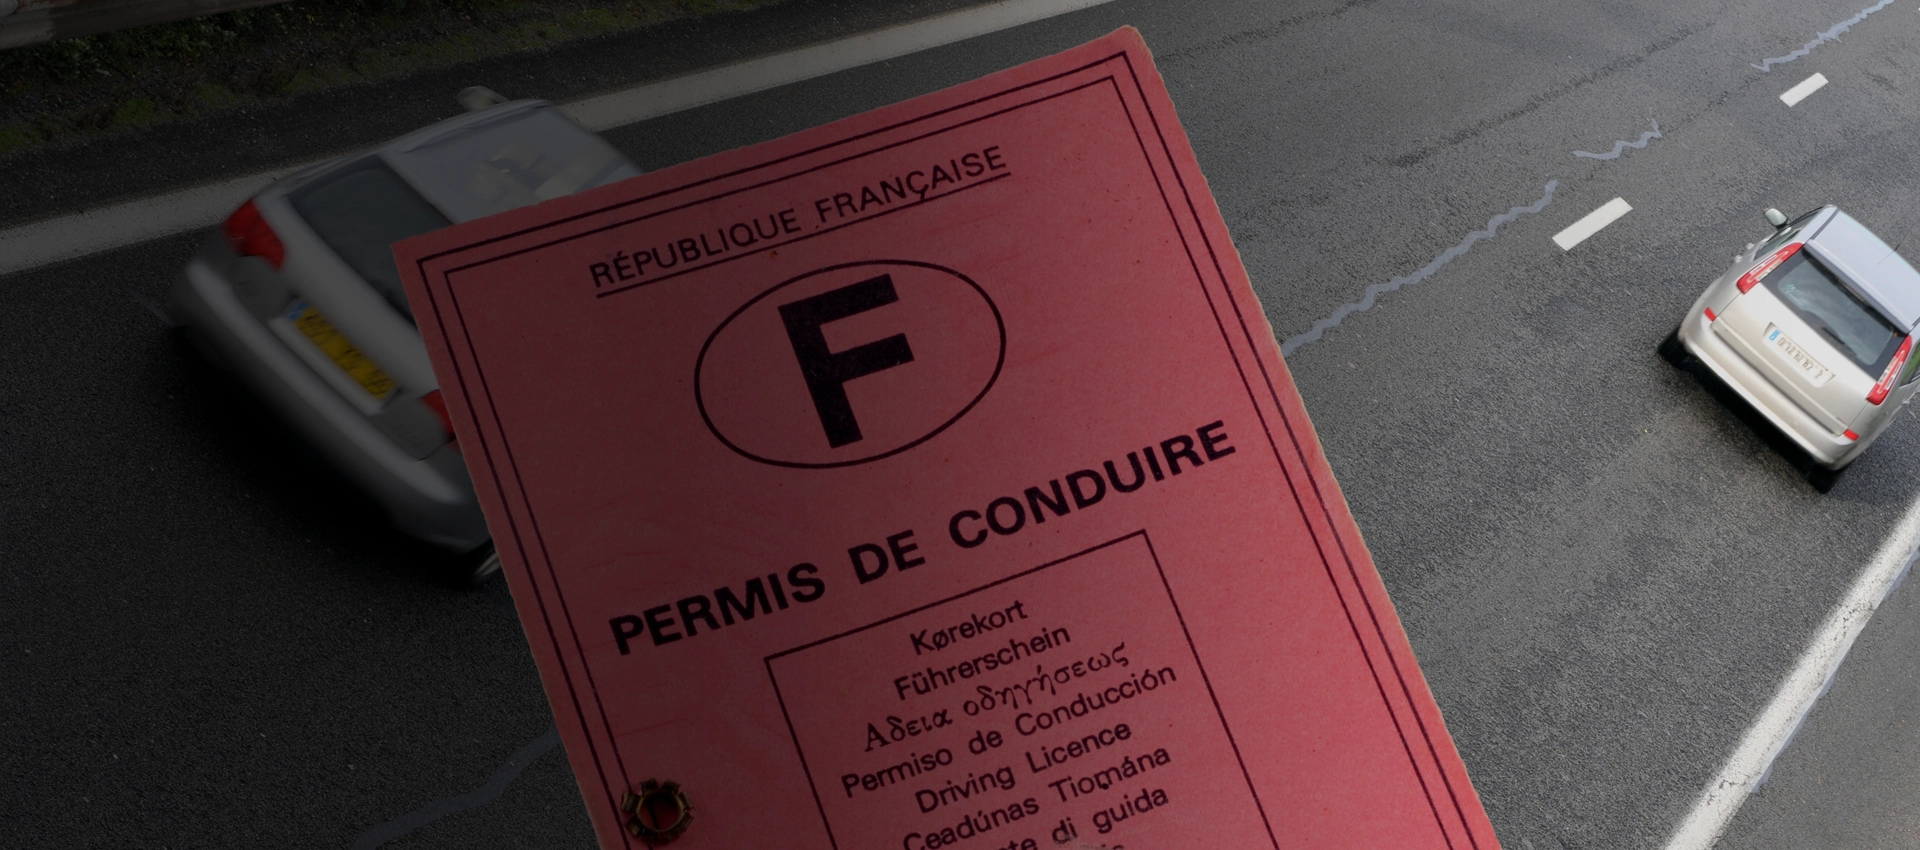 RÉPUBLIQUE FRANÇAISE
F
PERMIS DE CONDUIRE
Kørekort
Führerschein
Αδεια οδηγήσεως
Permiso de Conducción
Driving Licence
Ceadúnas Tiomána
di guida